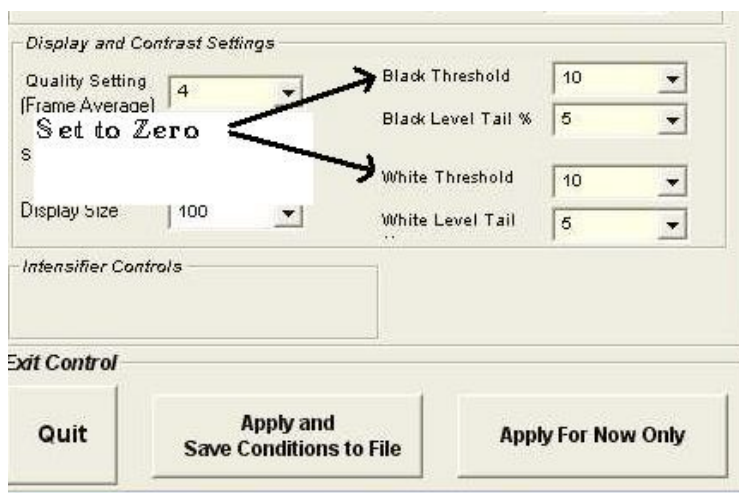 Display and Contrast Settings
Quality Setting
(Frame Average)
4
Set to Zero
S
Display Size
100
Black Threshold
10
Black Level Tail %
5
White Threshold
10
White Level Tail
5
Intensifier Controls
Exit Control
Quit
Apply and
Save Conditions to File
Apply For Now Only